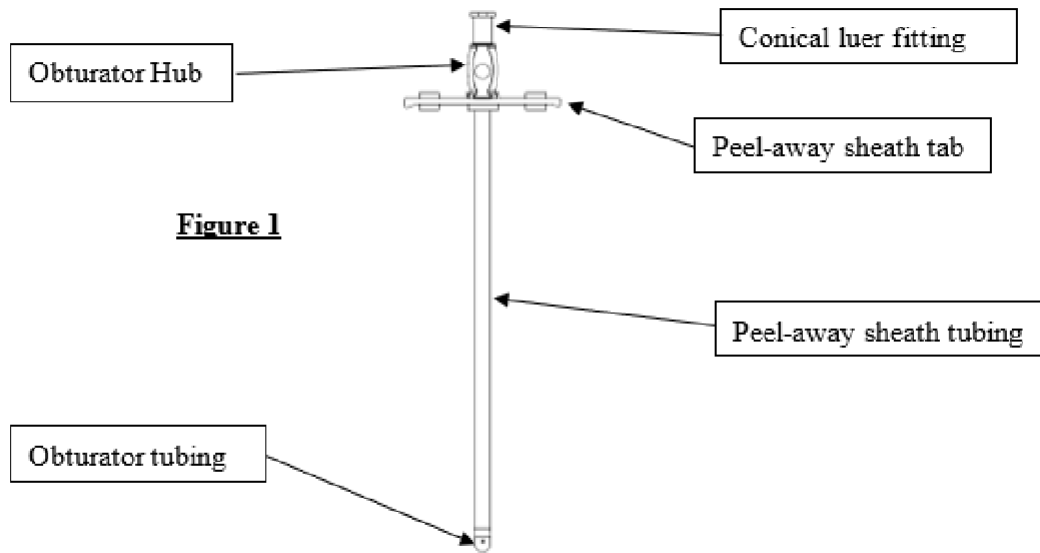 Conical luer fitting
Obturator Hub
Peel-away sheath tab
Figure 1
Peel-away sheath tubing
Obturator tubing